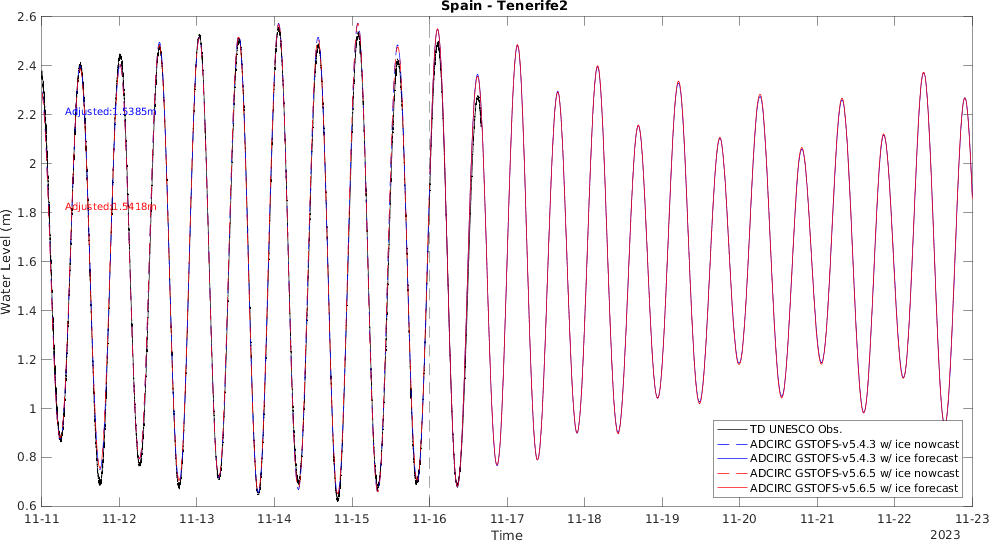 Spain - Tenerife2
2.6
2.4
2.2
2
1.8
1.6
1.4
1.2
1
0.8
0.6
Water Level (m)
Adjusted:1.5385m
Adjusted:1.5418m
TD UNESCO Obs.
ADCIRC GSTOFS-v5.4.3 w/ ice nowcast
ADCIRC GSTOFS-v5.4.3 w/ ice forecast
ADCIRC GSTOFS-v5.6.5 w/ ice nowcast
ADCIRC GSTOFS-v5.6.5 w/ ice forecast
11-11 11-12 11-13 11-14 11-15 11-16 11-17 11-18 11-19 11-20 11-21 11-22 11-23
Time
2023